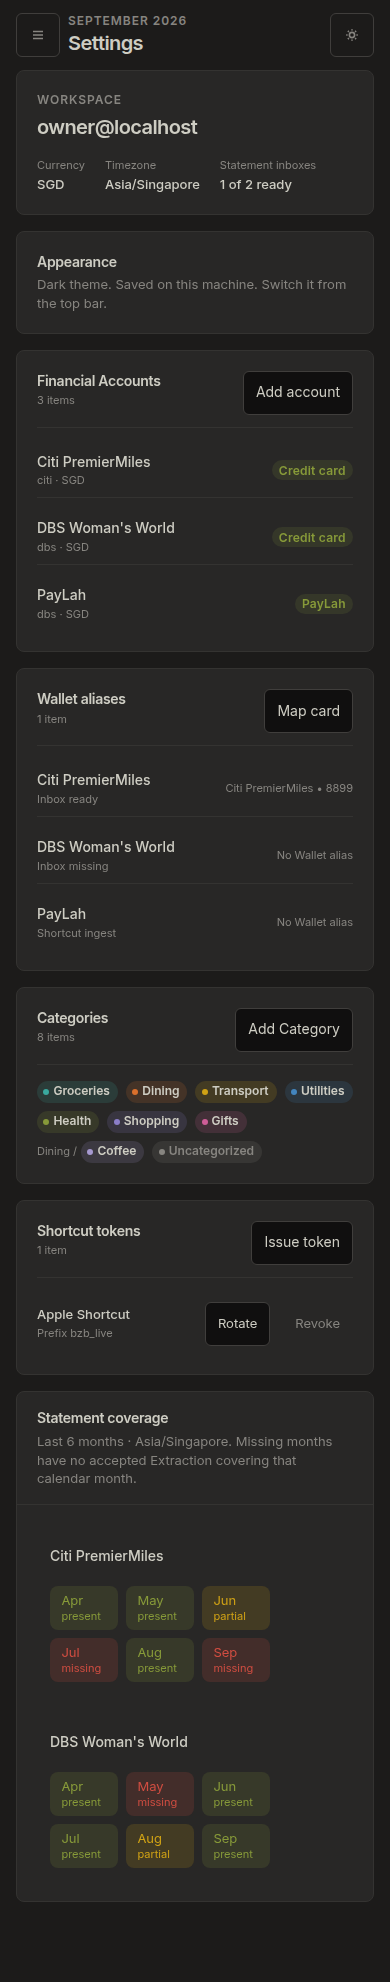 SEPTEMBER 2026
Settings
WORKSPACE
owner@localhost
Currency Timezone Statement inboxes
SGD Asia/Singapore 1 of 2 ready
Appearance
Dark theme. Saved on this machine. Switch it from
the top bar.
Financial Accounts
3 items
Add account
Citi PremierMiles
citi · SGD
Credit card
DBS Woman's World
dbs · SGD
Credit card
PayLah
dbs · SGD
PayLah
Wallet aliases
1 item
Map card
Citi PremierMiles
Inbox ready
Citi PremierMiles • 8899
DBS Woman's World
Inbox missing
No Wallet alias
PayLah
Shortcut ingest
No Wallet alias
Categories
8 items
Add Category
Groceries Dining Transport Utilities
Health Shopping Gifts
Dining / Coffee Uncategorized
Shortcut tokens
1 item
Issue token
Apple Shortcut
Prefix bzb_live
Rotate Revoke
Statement coverage
Last 6 months · Asia/Singapore. Missing months
have no accepted Extraction covering that
calendar month.
Citi PremierMiles
Apr May Jun
present present partial
Jul Aug Sep
missing present missing
DBS Woman's World
Apr May Jun
present missing present
Jul Aug Sep
present partial present